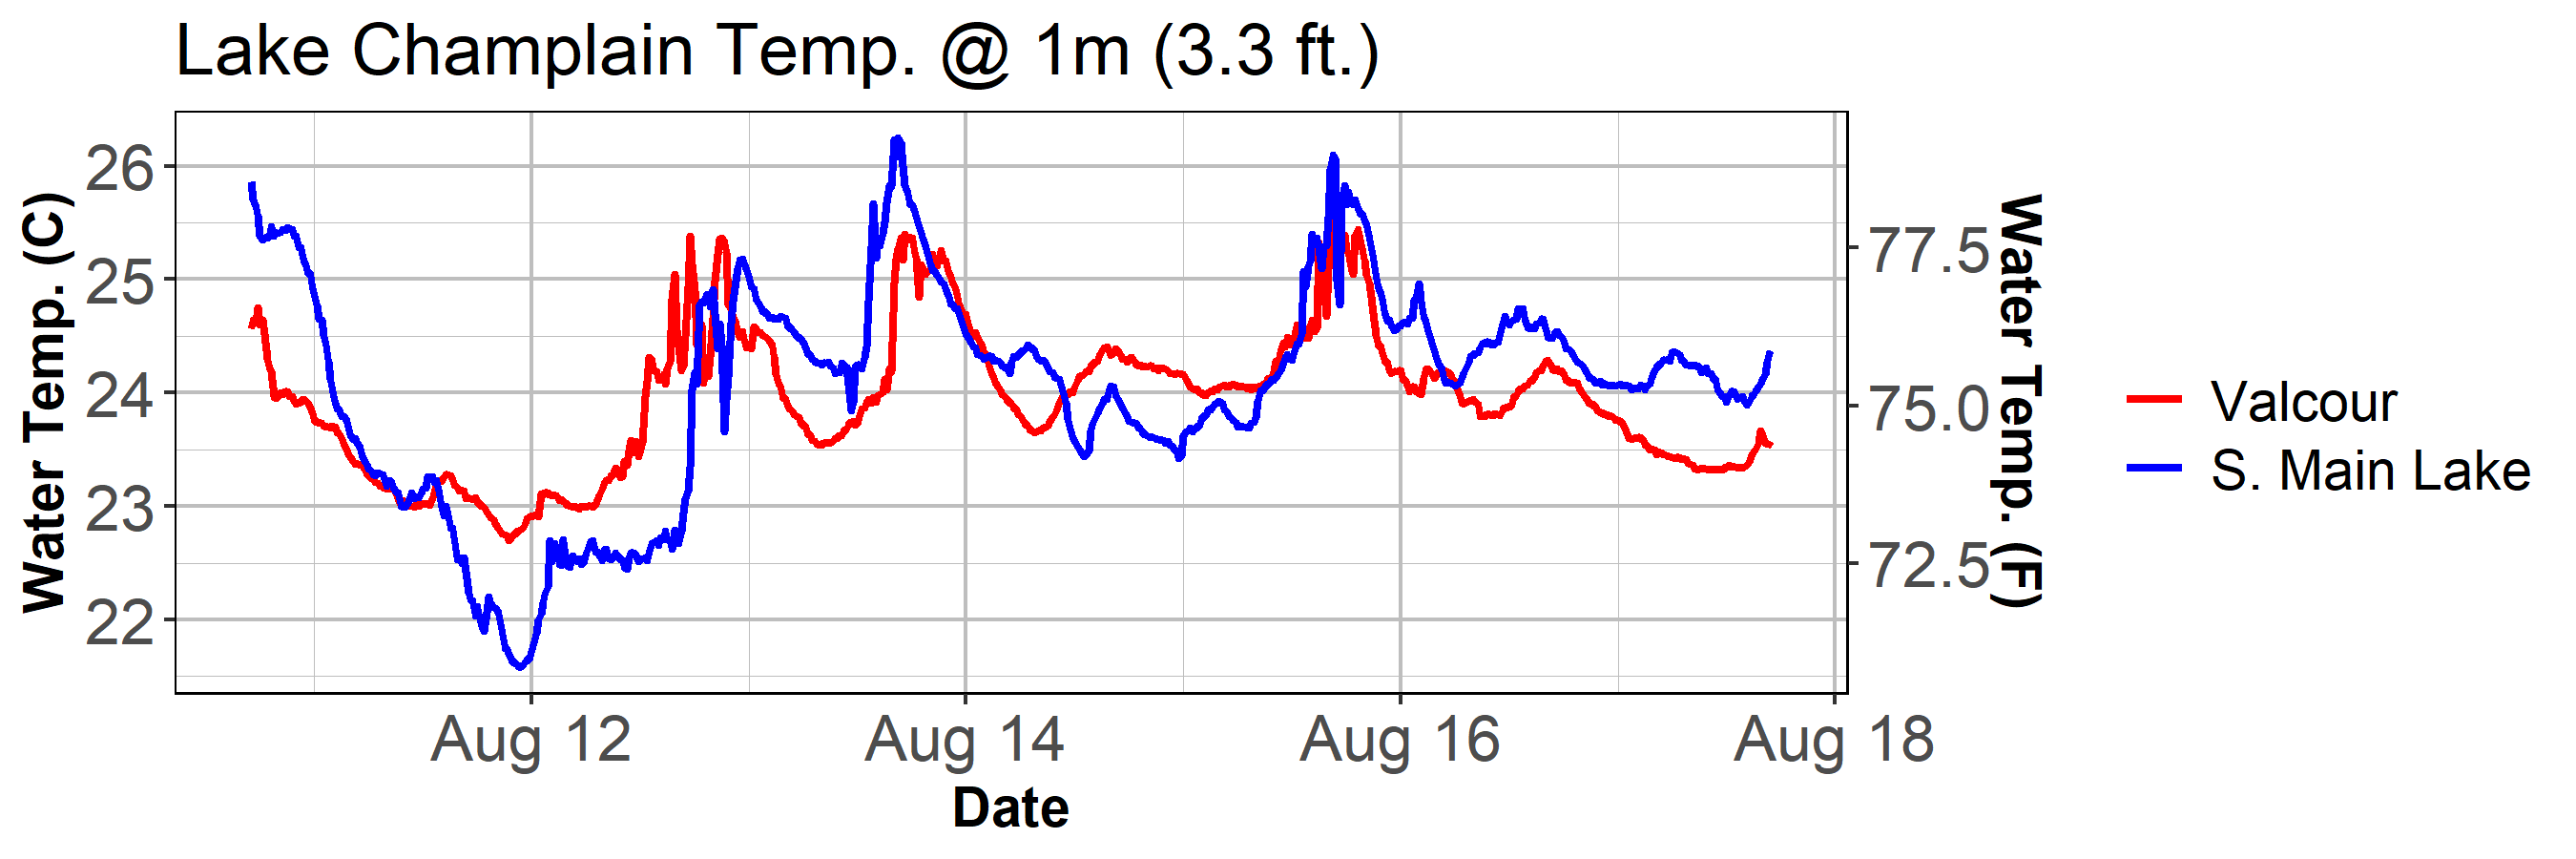 Lake Champlain Temp. @ 1m (3.3 ft.)
Water Temp. (C)
26
25
24
23
22
77.5
75.0
72.5
Water Temp. (F)
Aug 12
Aug 14
Aug 16
Aug 18
Date
Valcour
S. Main Lake